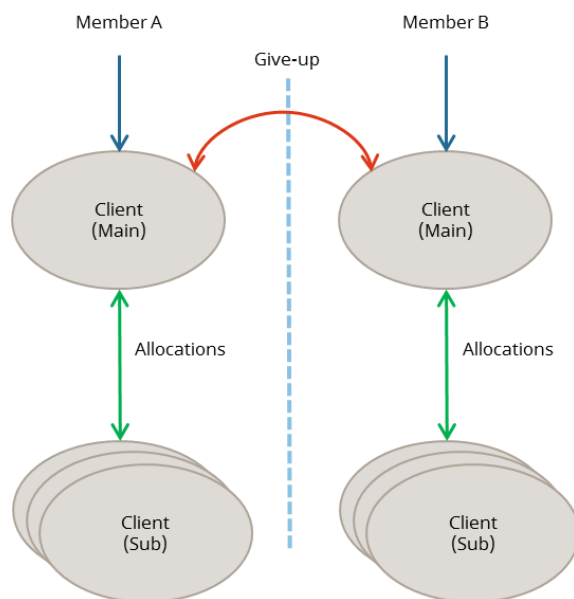 Member A
Member B
Give-up
Client
(Main)
Client
(Main)
Allocations
Allocations
Client
(Sub)
Client
(Sub)